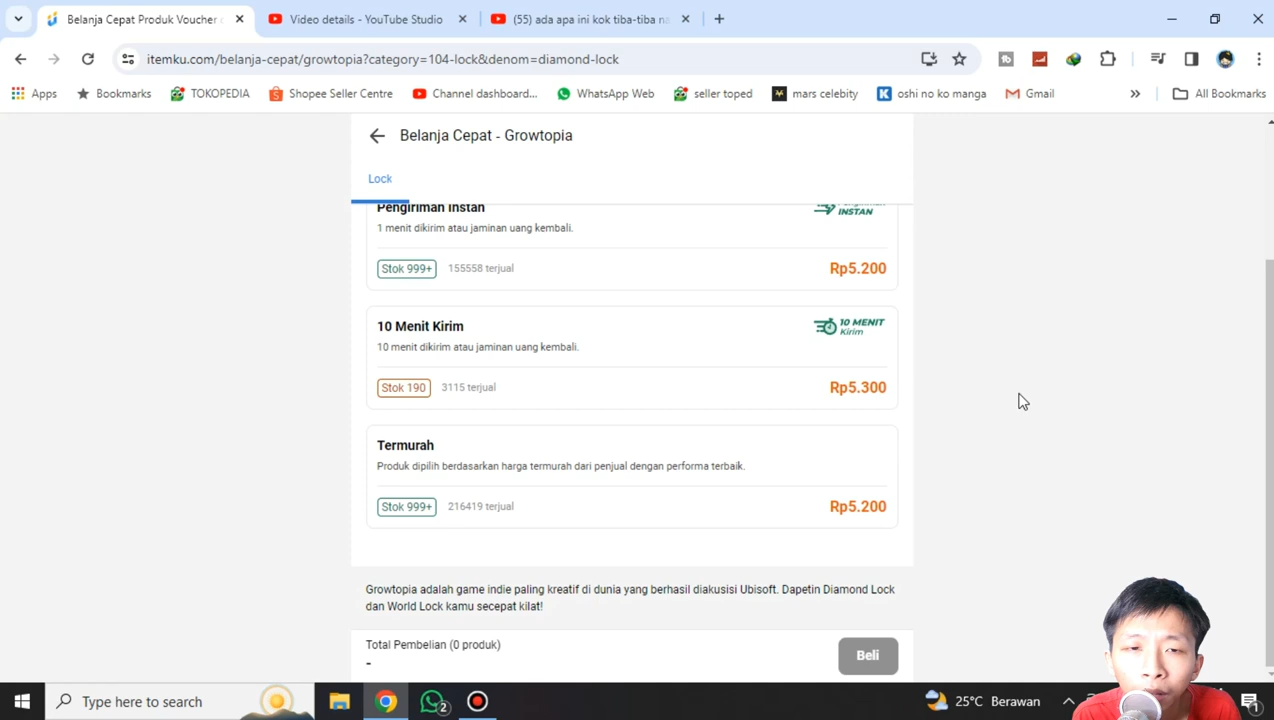 Belanja Cepat Produk Voucher
Video details - YouTube Studio
(55) ada apa ini kok tiba-tiba na
itemku.com/belanja-cepat/growtopia?category=104-lock&denom=diamond-lock
Apps
Bookmarks
TOKOPEDIA
Shopee Seller Centre
Channel dashboard...
WhatsApp Web
seller toped
mars celebity
oshi no ko manga
Gmail
»
All Bookmarks
Belanja Cepat - Growtopia
Lock
Pengiriman Instan
INSTAN
1 menit dikirim atau jaminan uang kembali.
Stok 999+
155558 terjual
Rp5.200
10 Menit Kirim
10 MENIT
Kirim
10 menit dikirim atau jaminan uang kembali.
Stok 190
3115 terjual
Rp5.300
Termurah
Produk dipilih berdasarkan harga termurah dari penjual dengan performa terbaik.
Stok 999+
216419 terjual
Rp5.200
Growtopia adalah game indie paling kreatif di dunia yang berhasil diakusisi Ubisoft. Dapetin Diamond Lock
dan World Lock kamu secepat kilat!
Total Pembelian (0 produk)
-
Beli
Type here to search
2
25°C Berawan
1